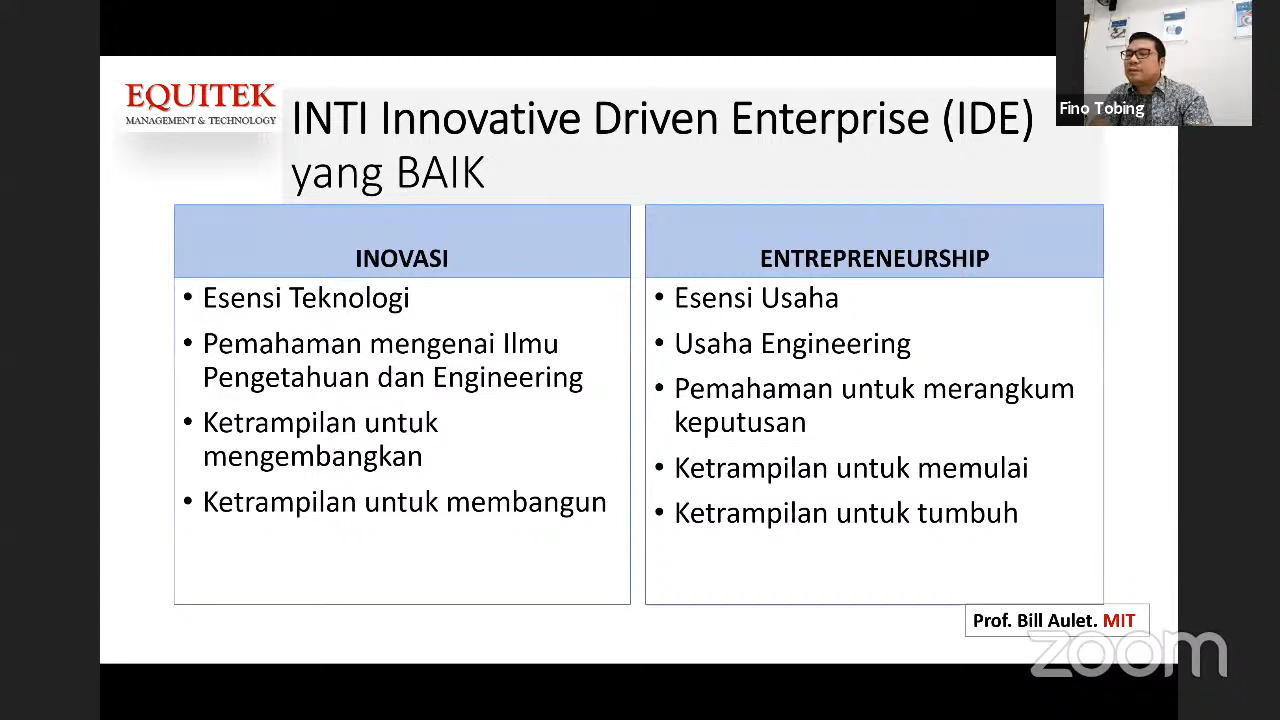 EQUITEK
MANAGEMENT & TECHNOLOGY
INTI Innovative Driven Enterprise (IDE)
yang BAIK
Fino Tobing
INOVASI
• Esensi Teknologi
• Pemahaman mengenai Ilmu
Pengetahuan dan Engineering
• Ketrampilan untuk
mengembangkan
• Ketrampilan untuk membangun
ENTREPRENEURSHIP
• Esensi Usaha
• Usaha Engineering
• Pemahaman untuk merangkum
keputusan
• Ketrampilan untuk memulai
• Ketrampilan untuk tumbuh
Prof. Bill Aulet. MIT
zoom